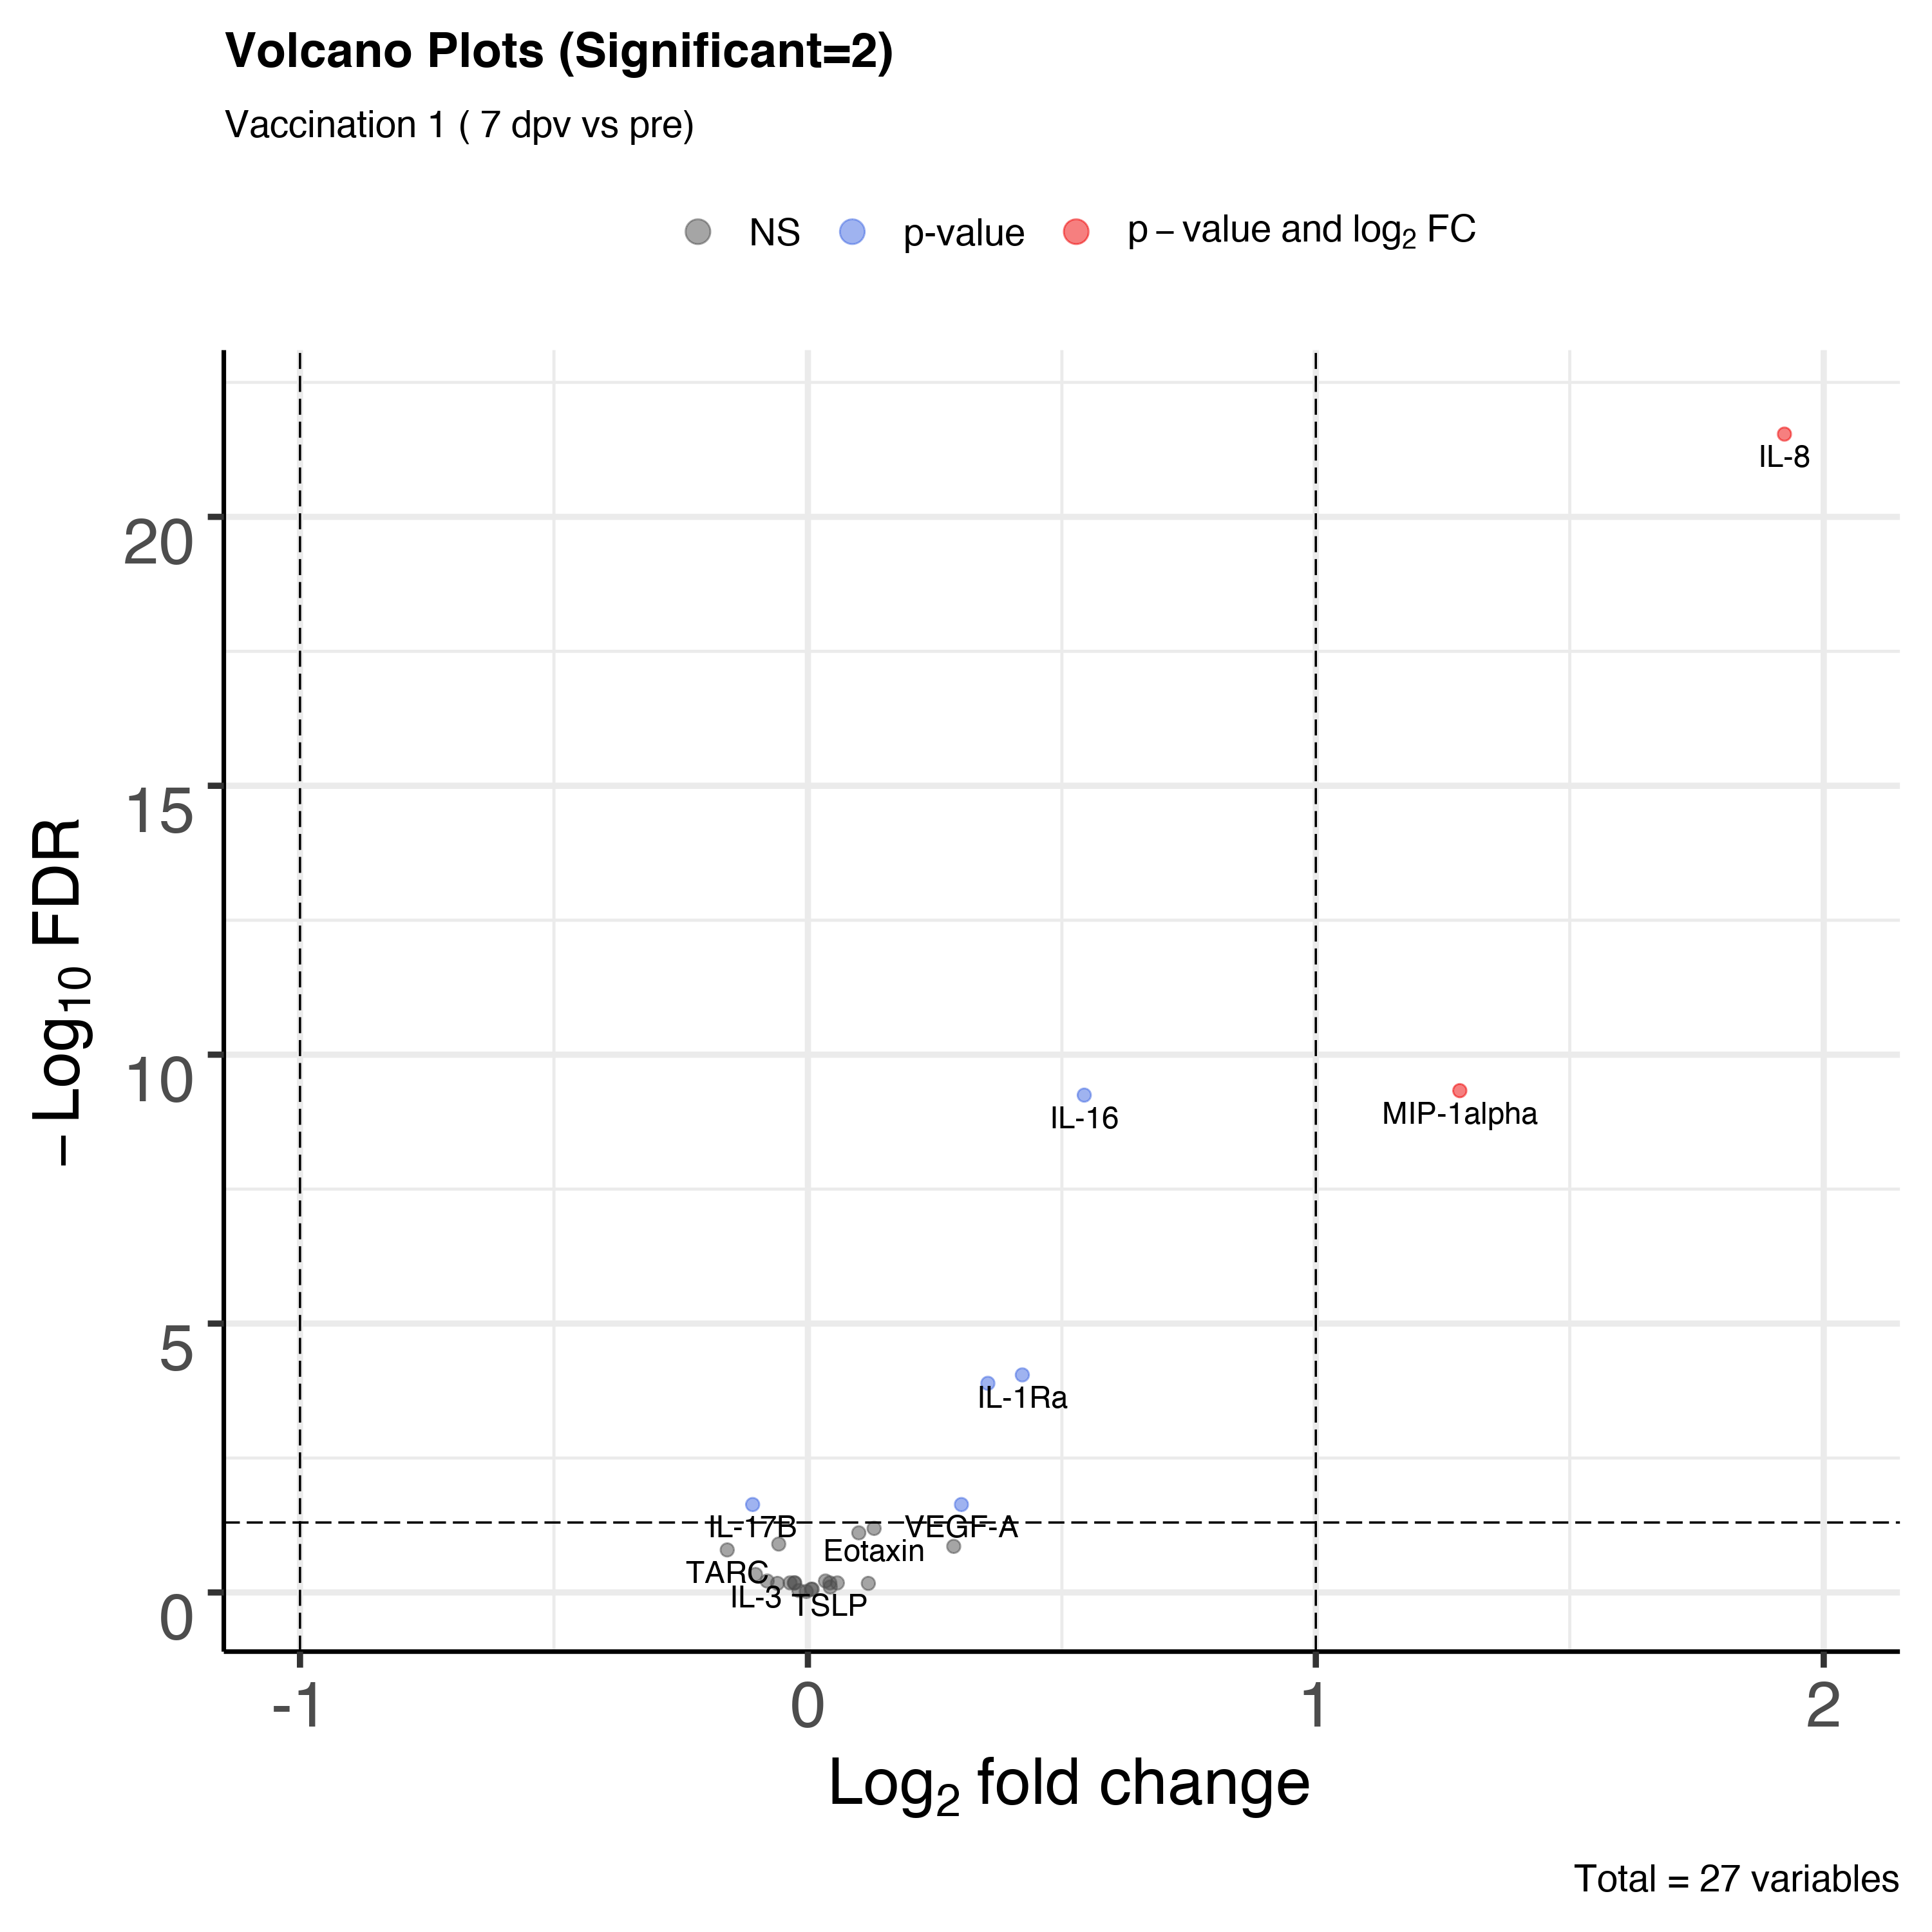 Volcano Plots (Significant=2)
Vaccination 1 ( 7 dpv vs pre)
NS p-value p – value and log₂ FC
IL-8
20
15
–Log₁₀ FDR
10
IL-16
MIP-1alpha
5
IL-1Ra
IL-17B
VEGF-A
Eotaxin
TARC
IL-3
TSLP
0
-1 0 1 2
Log₂ fold change
Total = 27 variables